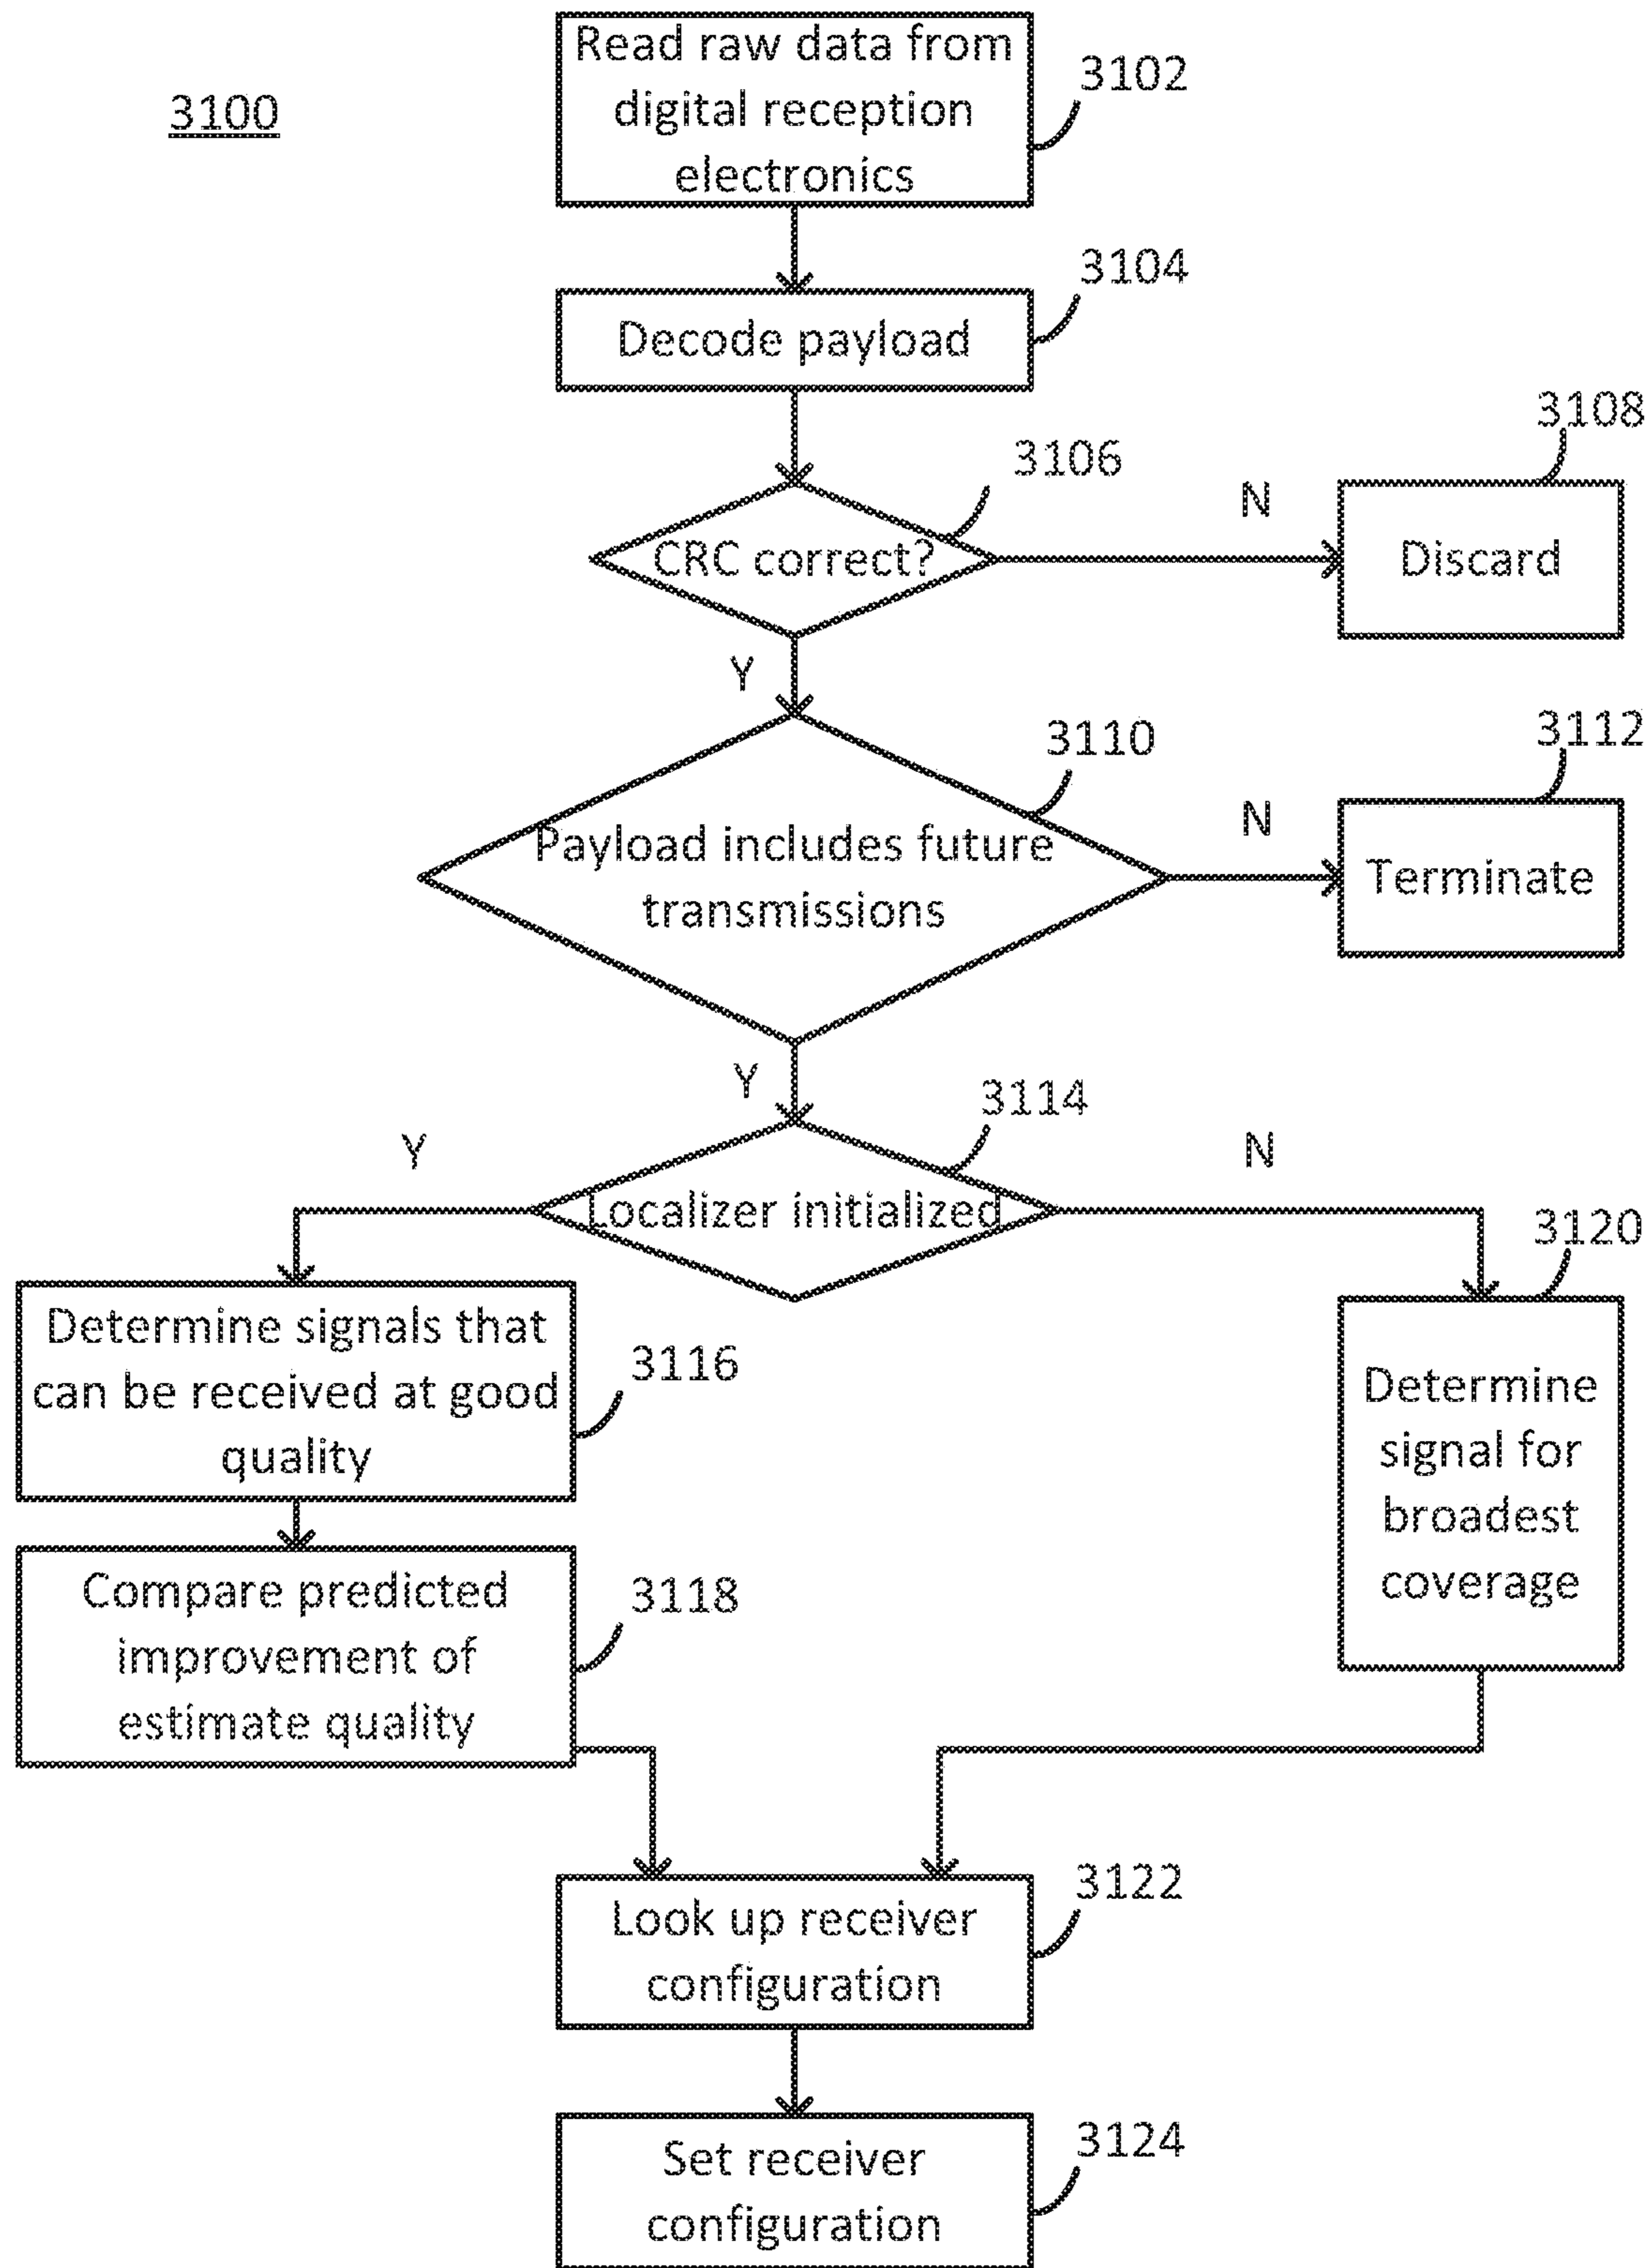 3100
Read raw data from
digital reception
electronics
3102
Decode payload
3104
CRC correct?
3106
N
Discard
3108
Y
Payload includes future
transmissions
3110
N
Terminate
3112
Y
Localizer initialized
3114
Y
N
Determine signals that
can be received at good
quality
3116
Compare predicted
improvement of
estimate quality
3118
Determine
signal for
broadest
coverage
3120
Look up receiver
configuration
3122
Set receiver
configuration
3124